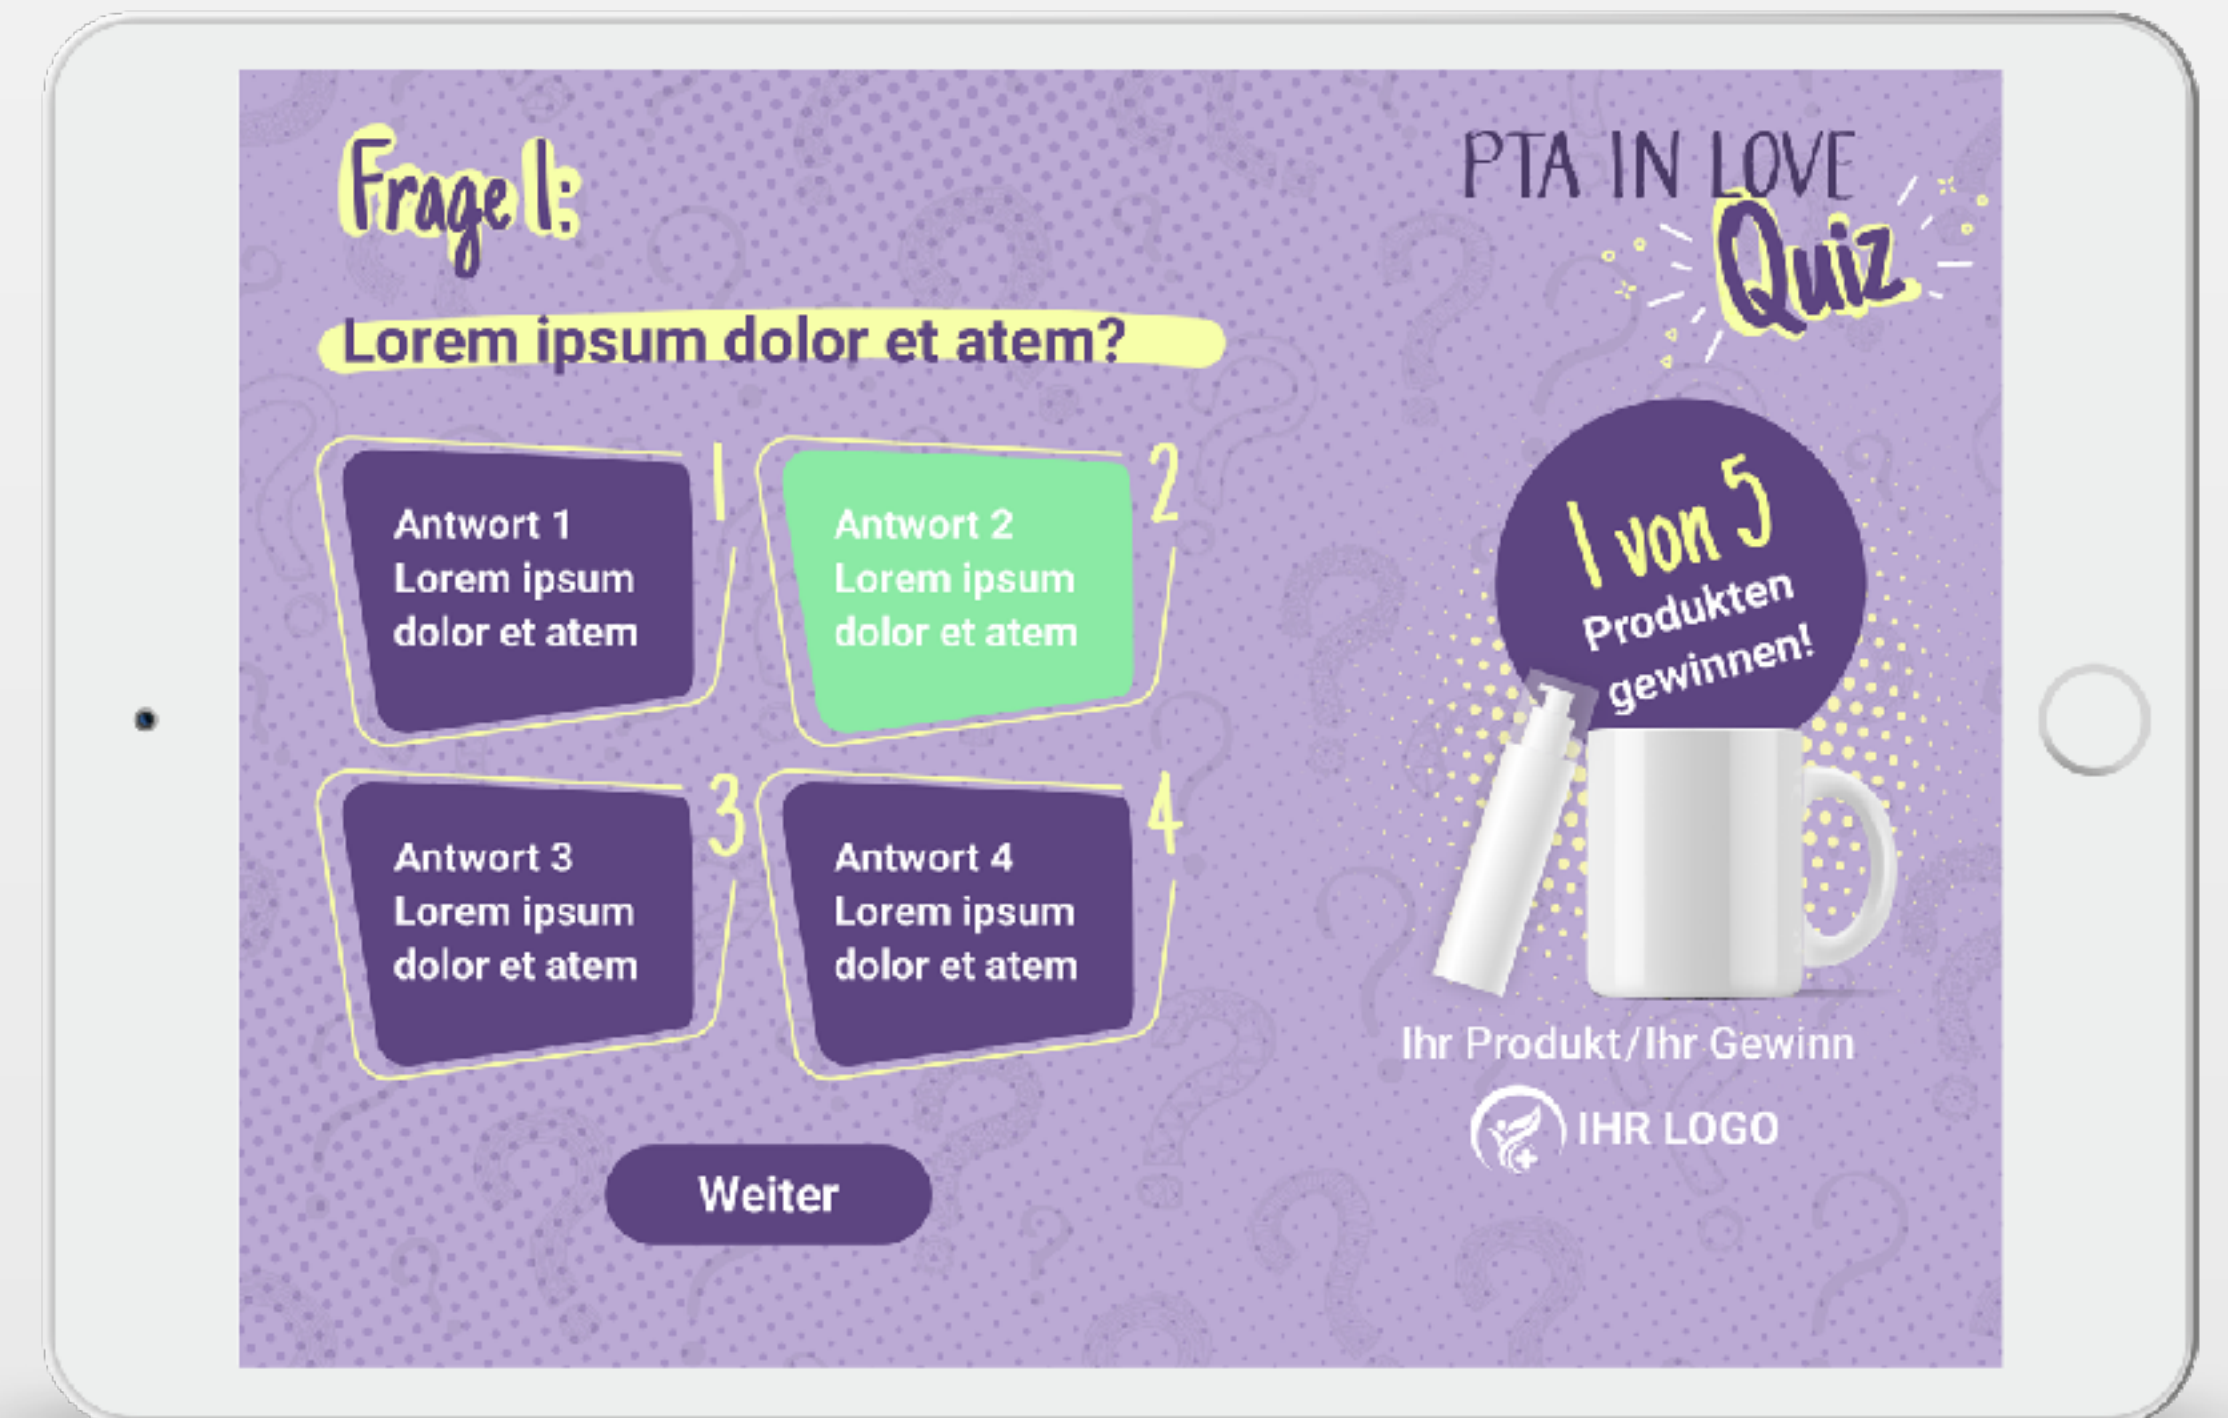 Frage 1:
Lorem ipsum dolor et atem?
1
Antwort 1
Lorem ipsum
dolor et atem
2
Antwort 2
Lorem ipsum
dolor et atem
3
Antwort 3
Lorem ipsum
dolor et atem
4
Antwort 4
Lorem ipsum
dolor et atem
Weiter
PTA IN LOVE
Quiz
1 von 5
Produkten
gewinnen!
Ihr Produkt/Ihr Gewinn
IHR LOGO